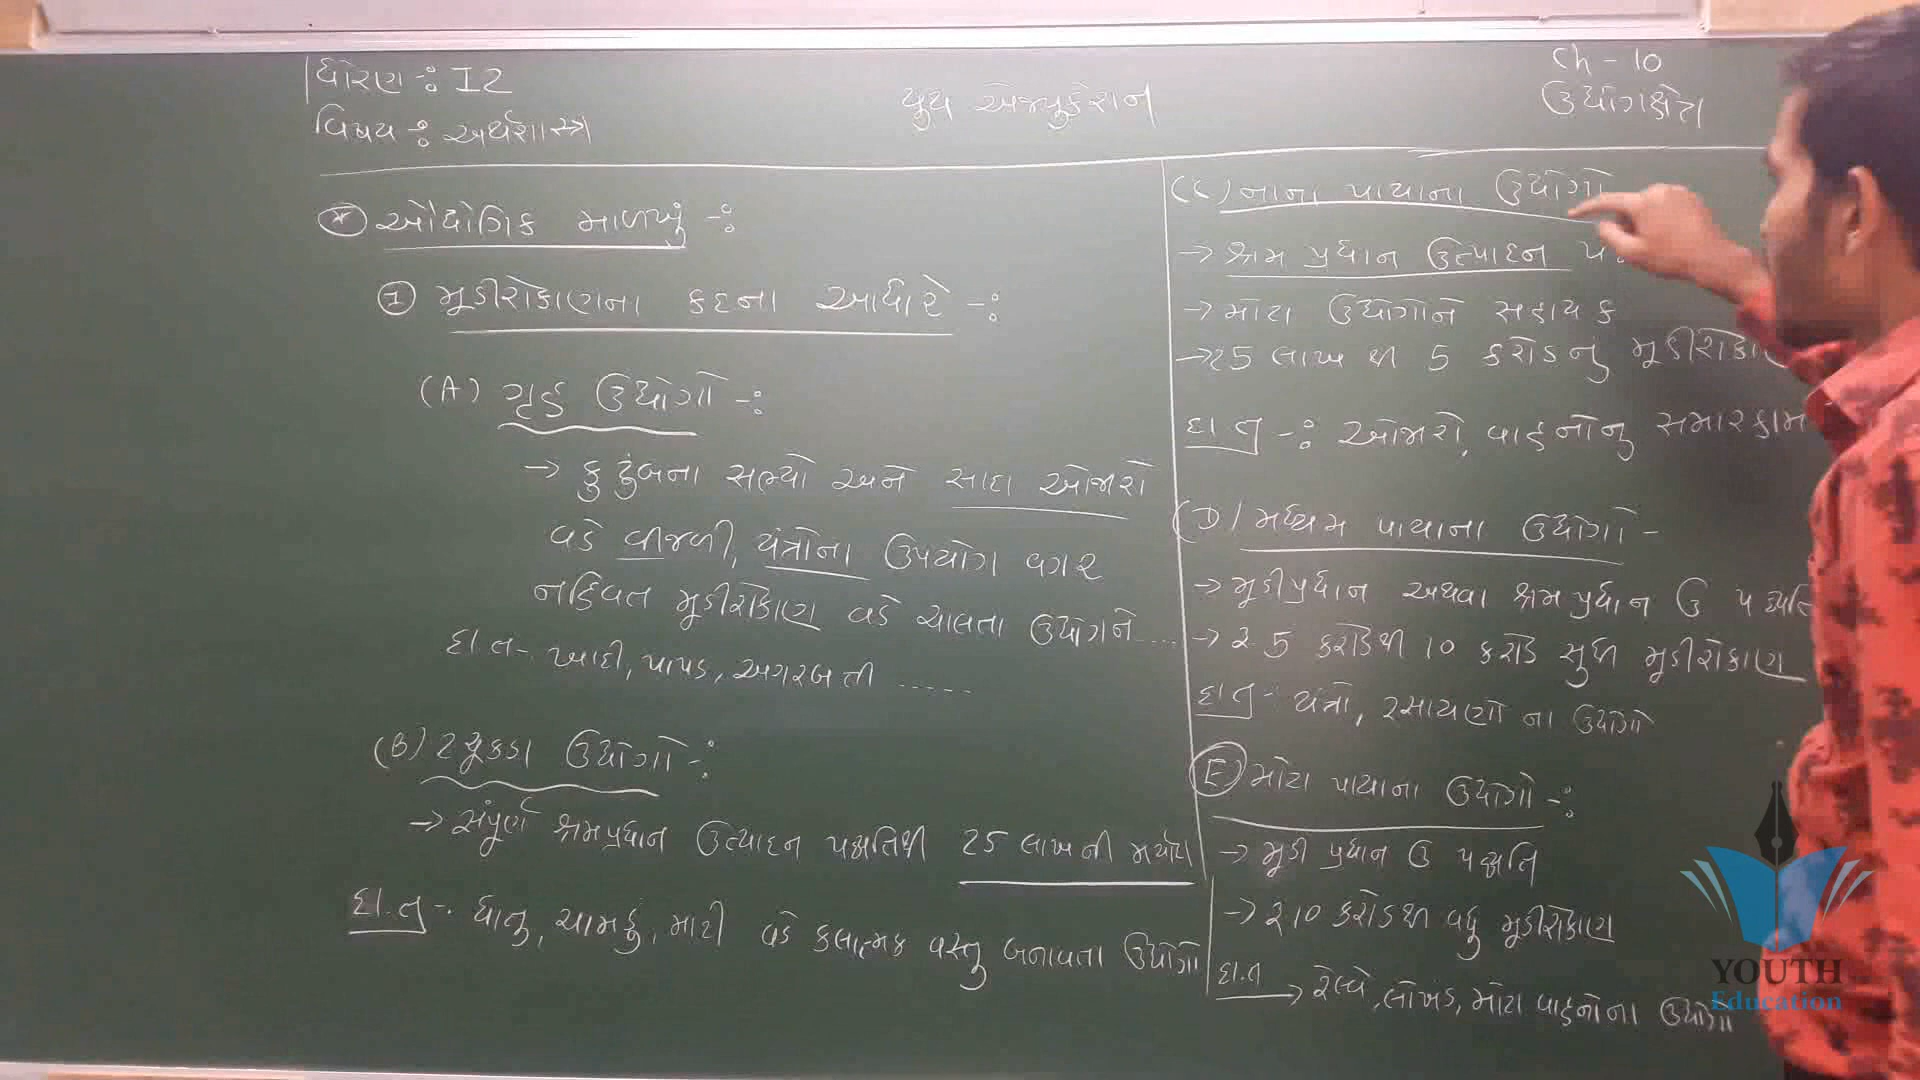 ધોરણ -: 12
વિષય -: અર્થશાસ્ત્ર
યુથ એજ્યુકેશન
Ch - 10
ઉદ્યોગક્ષેત્ર
* ઔદ્યોગિક માળખું -:
① મૂડીરોકાણના કદના આધારે -:
(A) ગૃહ ઉદ્યોગો -:
→ કુટુંબના સભ્યો અને સાદા ઓજારો
વડે વીજળી, યંત્રોના ઉપયોગ વગર
નહિવત મૂડીરોકાણ વડે ચાલતા ઉદ્યોગને ....
દા.ત - ખાદી, પાપડ, અગરબત્તી .....
(B) ટચૂકડા ઉદ્યોગો -:
→ સંપૂર્ણ શ્રમપ્રધાન ઉત્પાદન પદ્ધતિથી 25 લાખ ની મર્યાદા
દા.ત -. ધાતુ, ચામડું, માટી વડે કલાત્મક વસ્તુ બનાવતા ઉદ્યોગો
(C) નાના પાયાના ઉદ્યોગો
→ શ્રમ પ્રધાન ઉત્પાદન પ
→ મોટા ઉદ્યોગોને સહાયક
→ 25 લાખ થી 5 કરોડનું મૂડીરોકાણ
દા.ત -: ઓજારો, વાહનોનું સમારકામ
(D) મધ્યમ પાયાના ઉદ્યોગો -
→ મૂડીપ્રધાન અથવા શ્રમપ્રધાન ઉ પદ્ધતિ
→ ₹ 5 કરોડથી 10 કરોડ સુધી મૂડીરોકાણ
દા.ત - યંત્રો, રસાયણો ના ઉદ્યોગો
(E) મોટા પાયાના ઉદ્યોગો -:
→ મૂડી પ્રધાન ઉ પદ્ધતિ
→ ₹ 10 કરોડથી વધુ મૂડીરોકાણ
દા.ત → રેલ્વે, લોખંડ, મોટા વાહનોના ઉદ્યોગો
YOUTH
Education